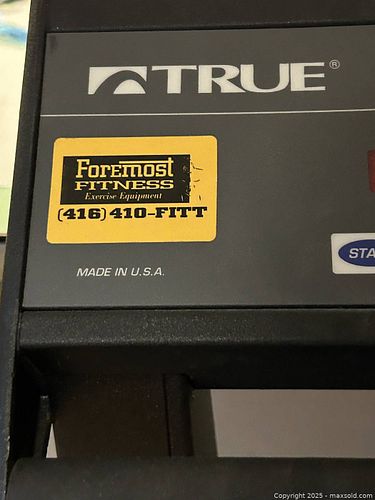 TRUE®
Foremost
FITNESS
Exercise Equipment
(416) 410-FITT
STA
MADE IN U.S.A.
Copyright 2025 - maxsold.com